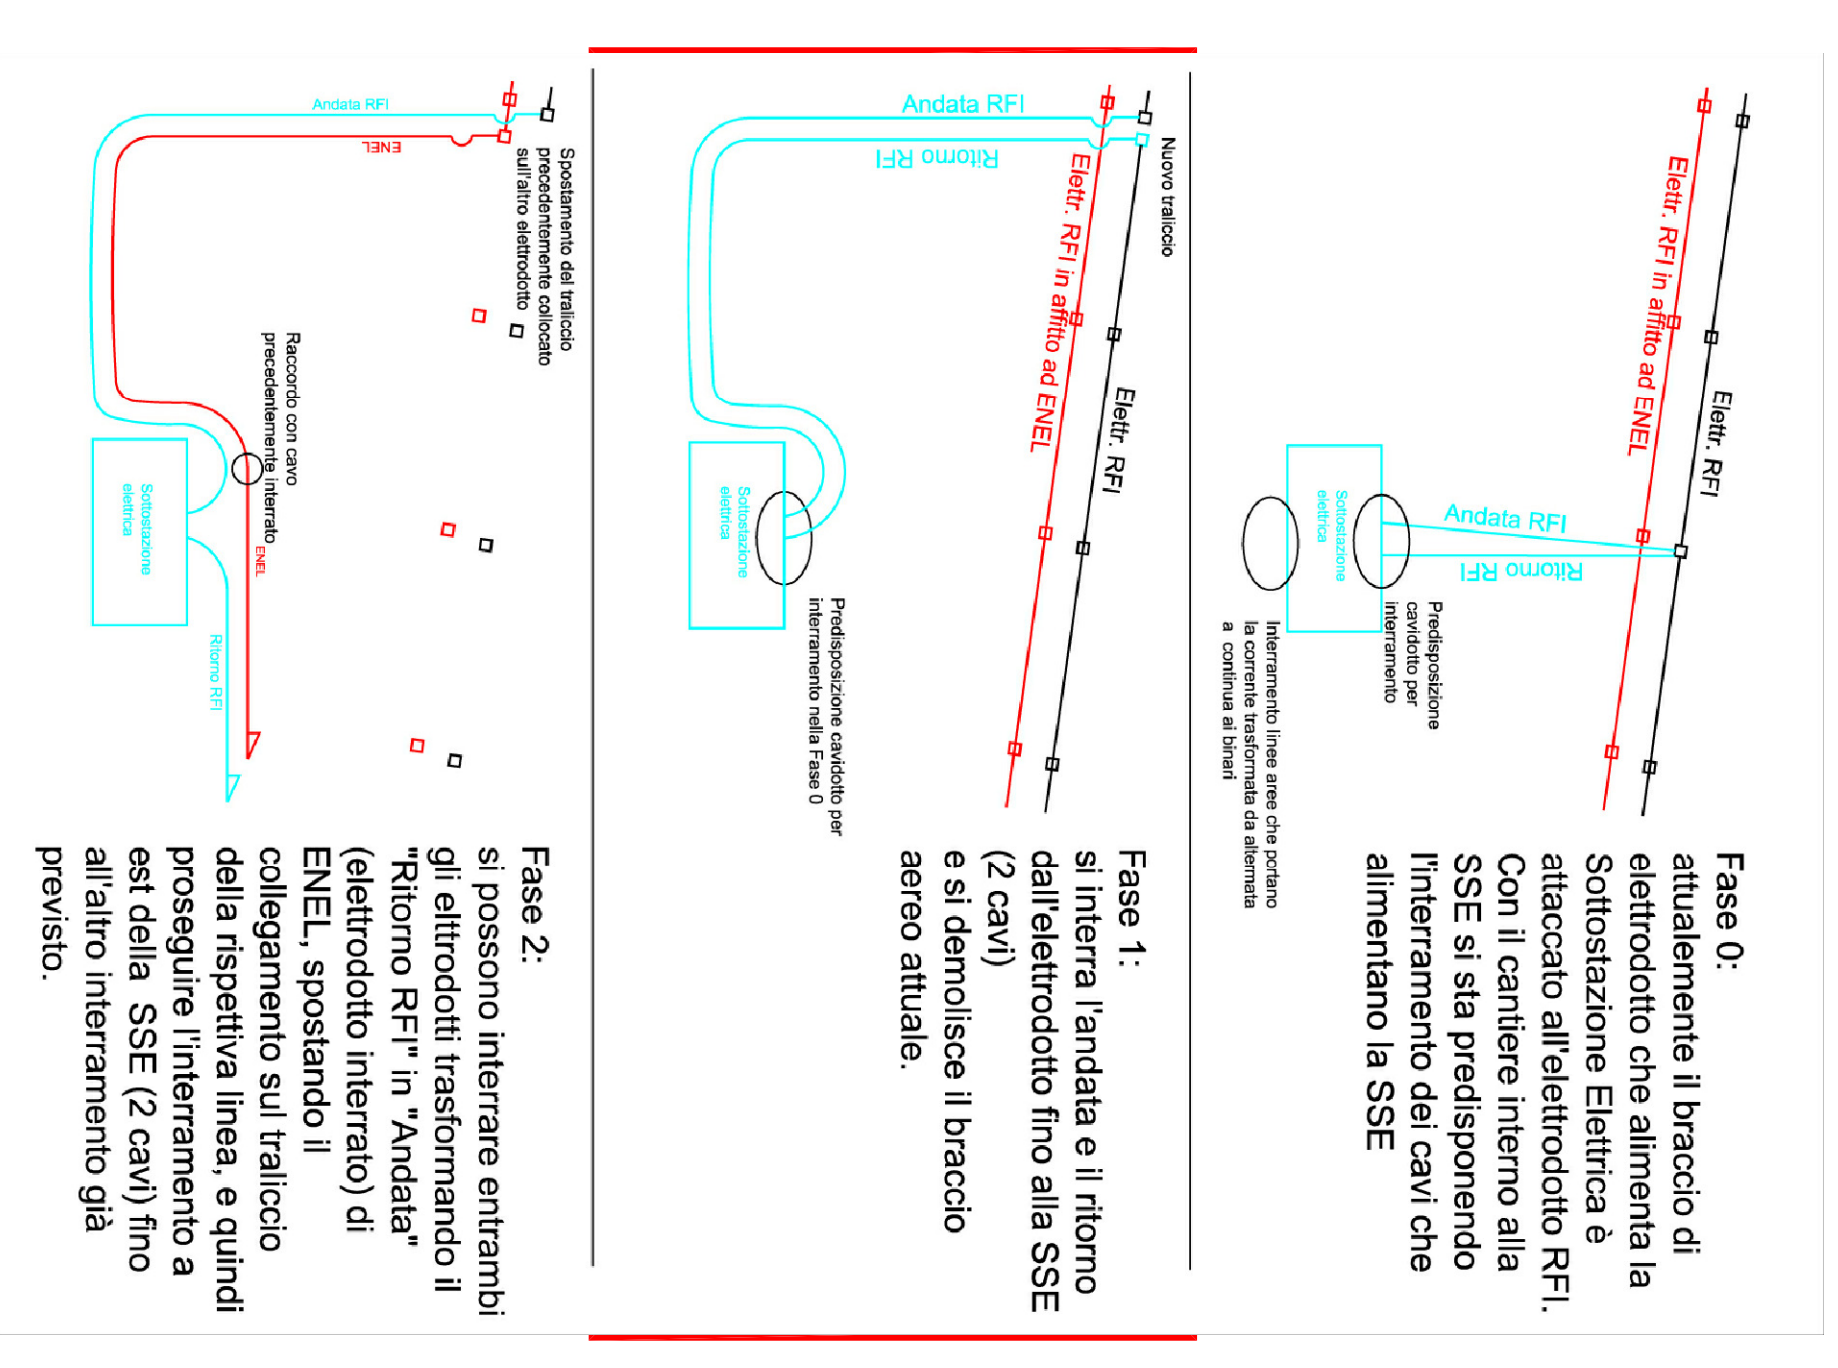 Fase 0:
attualemente il braccio di
elettrodotto che alimenta la
Sottostazione Elettrica è
attaccato all'elettrodotto RFI.
Con il cantiere interno alla
SSE si sta predisponendo
l'interramento dei cavi che
alimentano la SSE
Elettr. RFI in affitto ad ENEL
Elettr. RFI
Andata RFI
Ritorno RFI
Sottostazione
elettrica
Predisposizione
cavidotto per
interramento
Interramento linee aree che portano
la corrente trasformata da alternata
a continua ai binari
Fase 1:
si interra l'andata e il ritorno
dall'elettrodotto fino alla SSE
(2 cavi)
e si demolisce il braccio
aereo attuale.
Nuovo traliccio
Andata RFI
Ritorno RFI
Elettr. RFI in affitto ad ENEL
Elettr. RFI
Sottostazione
elettrica
Predisposizione cavidotto per
interramento nella Fase 0
Fase 2:
si possono interrare entrambi
gli elttrodotti trasformando il
"Ritorno RFI" in "Andata"
(elettrodotto interrato) di
ENEL, spostando il
collegamento sul traliccio
della rispettiva linea, e quindi
proseguire l'interramento a
est della SSE (2 cavi) fino
all'altro interramento già
previsto.
Andata RFI
ENEL
Spostamento del traliccio
precedentemente collocato
sull'altro elettrodotto
Raccordo con cavo
precedentemente interrato
ENEL
Sottostazione
elettrica
Ritorno RFI